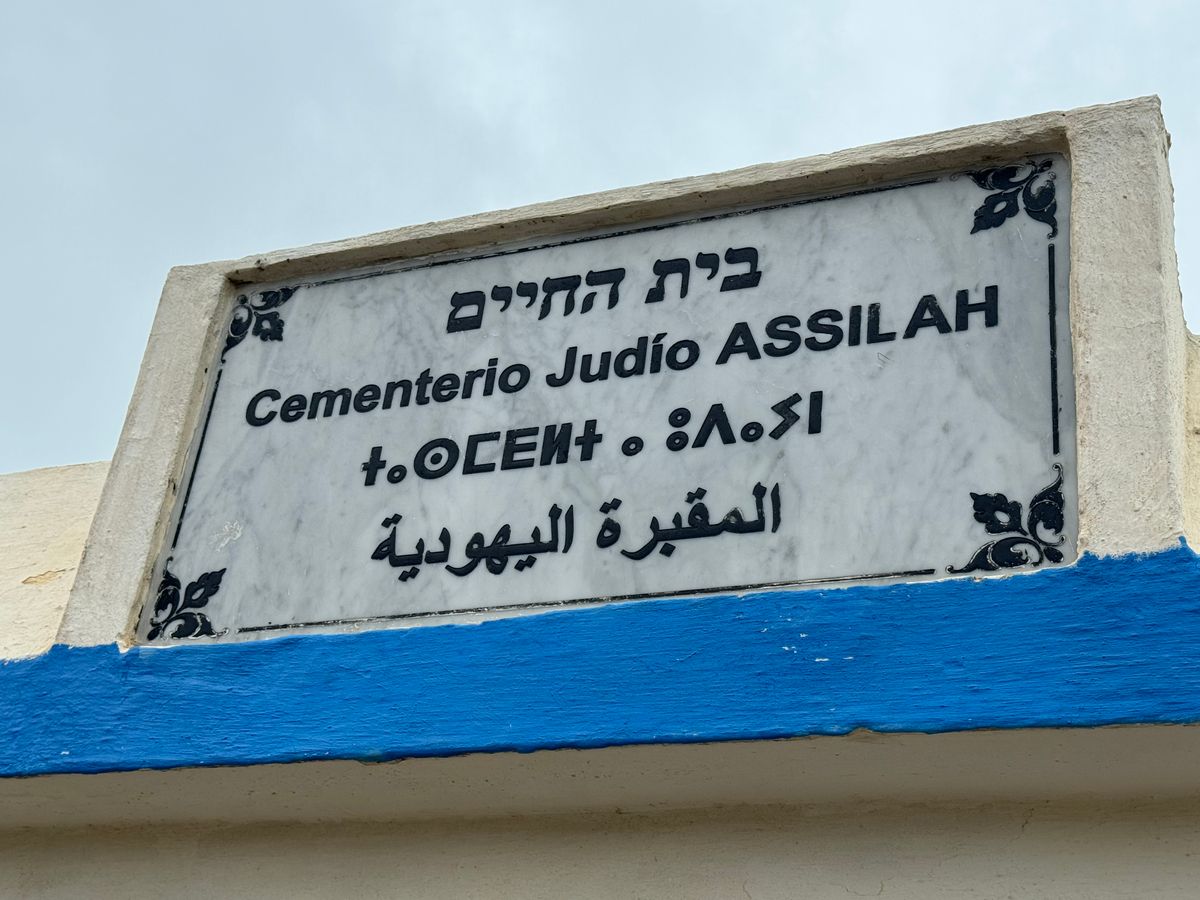 בית החיים
Cementerio Judío ASSILAH
ⵜⴰⵙⵎⴹⵍⵜ ⴰ ⵓⴷⴰⵢⵏ
المقبرة اليهودية